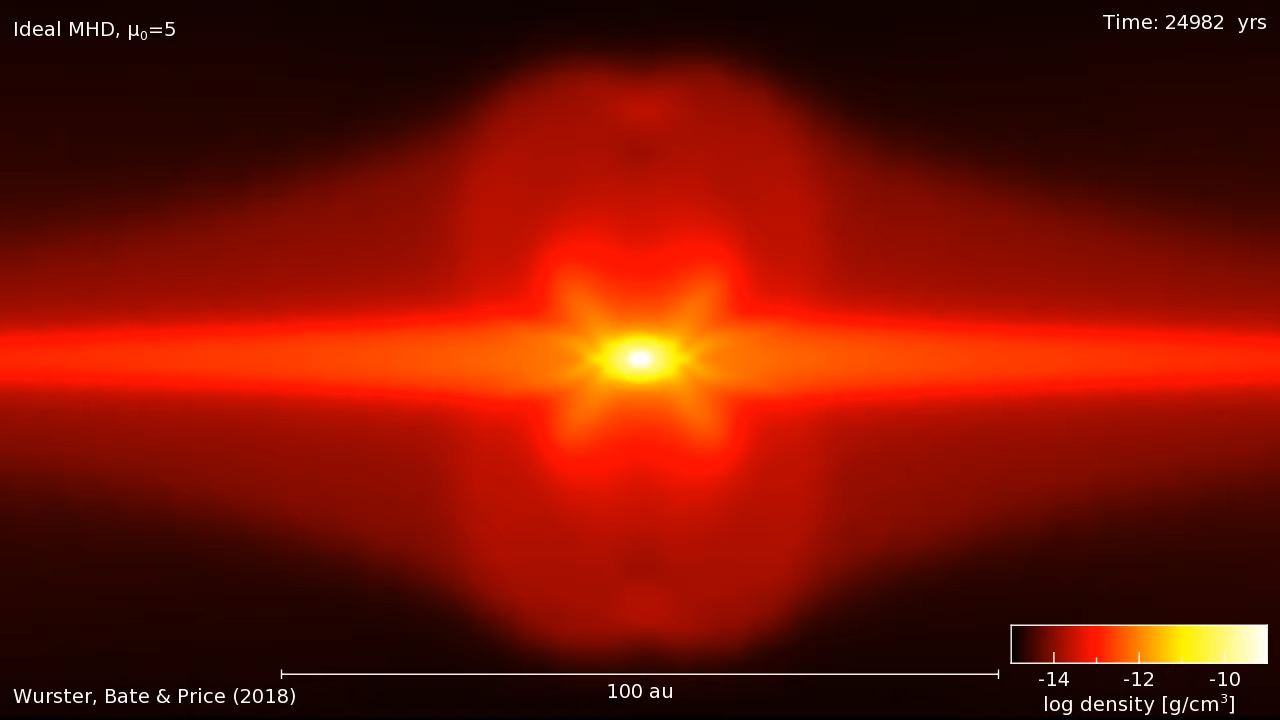 Ideal MHD, μ₀=5
Time: 24982 yrs
100 au
-14 -12 -10
log density [g/cm³]
Wurster, Bate & Price (2018)